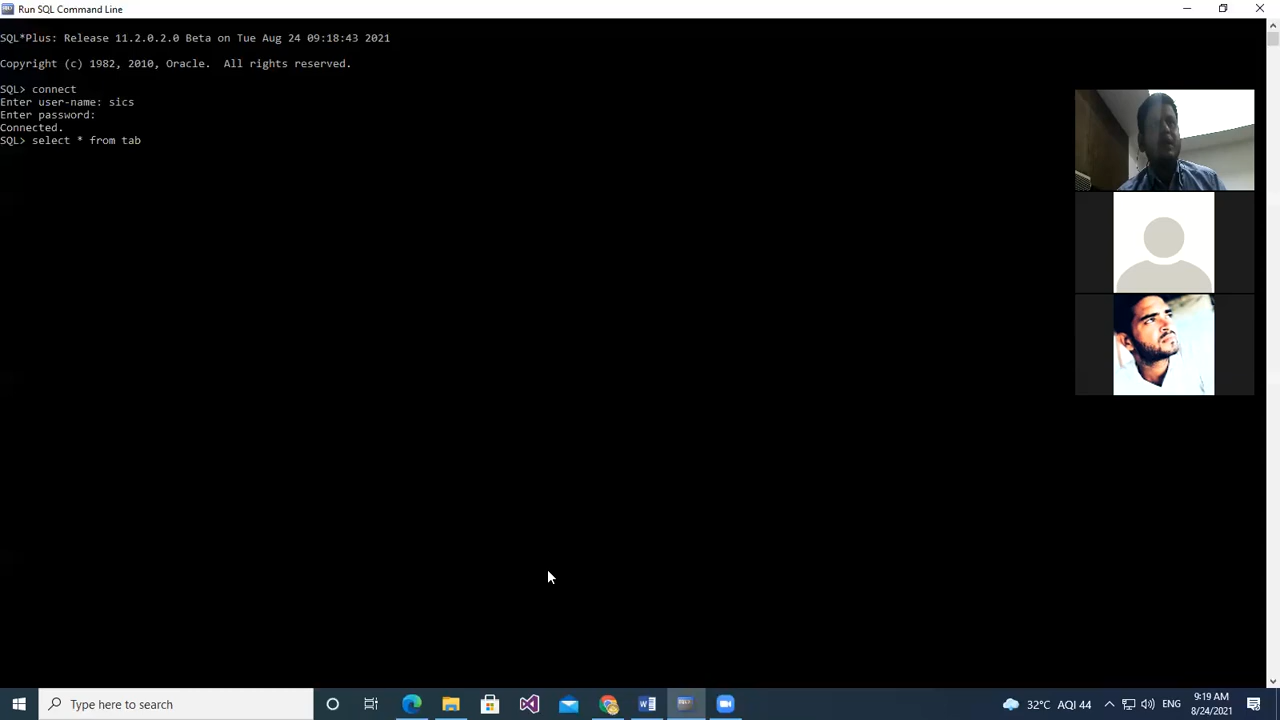 Run SQL Command Line
SQL*Plus: Release 11.2.0.2.0 Beta on Tue Aug 24 09:18:43 2021
Copyright (c) 1982, 2010, Oracle.  All rights reserved.
SQL> connect
Enter user-name: sics
Enter password:
Connected.
SQL> select * from tab
Type here to search
32°C AQI 44
ENG
9:19 AM
8/24/2021